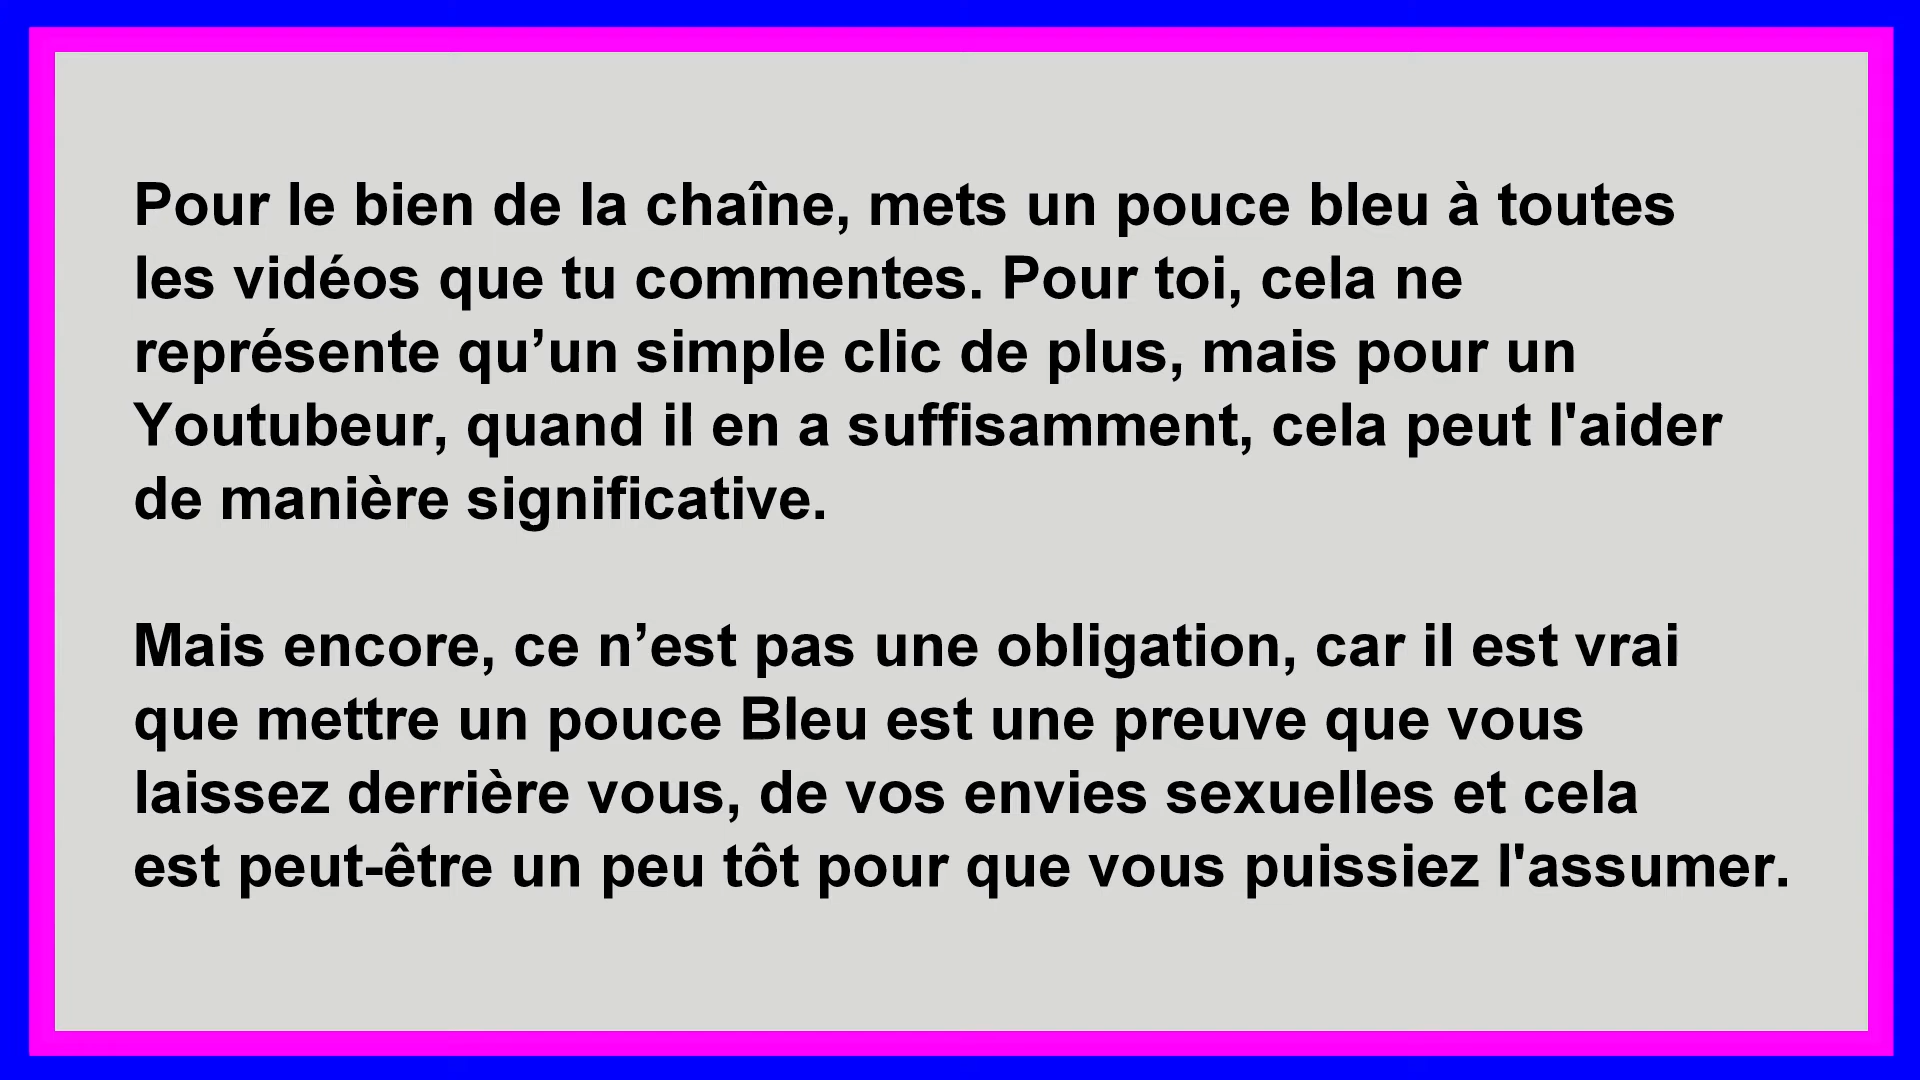 Pour le bien de la chaîne, mets un pouce bleu à toutes
les vidéos que tu commentes. Pour toi, cela ne
représente qu’un simple clic de plus, mais pour un
Youtubeur, quand il en a suffisamment, cela peut l'aider
de manière significative.
Mais encore, ce n’est pas une obligation, car il est vrai
que mettre un pouce Bleu est une preuve que vous
laissez derrière vous, de vos envies sexuelles et cela
est peut-être un peu tôt pour que vous puissiez l'assumer.